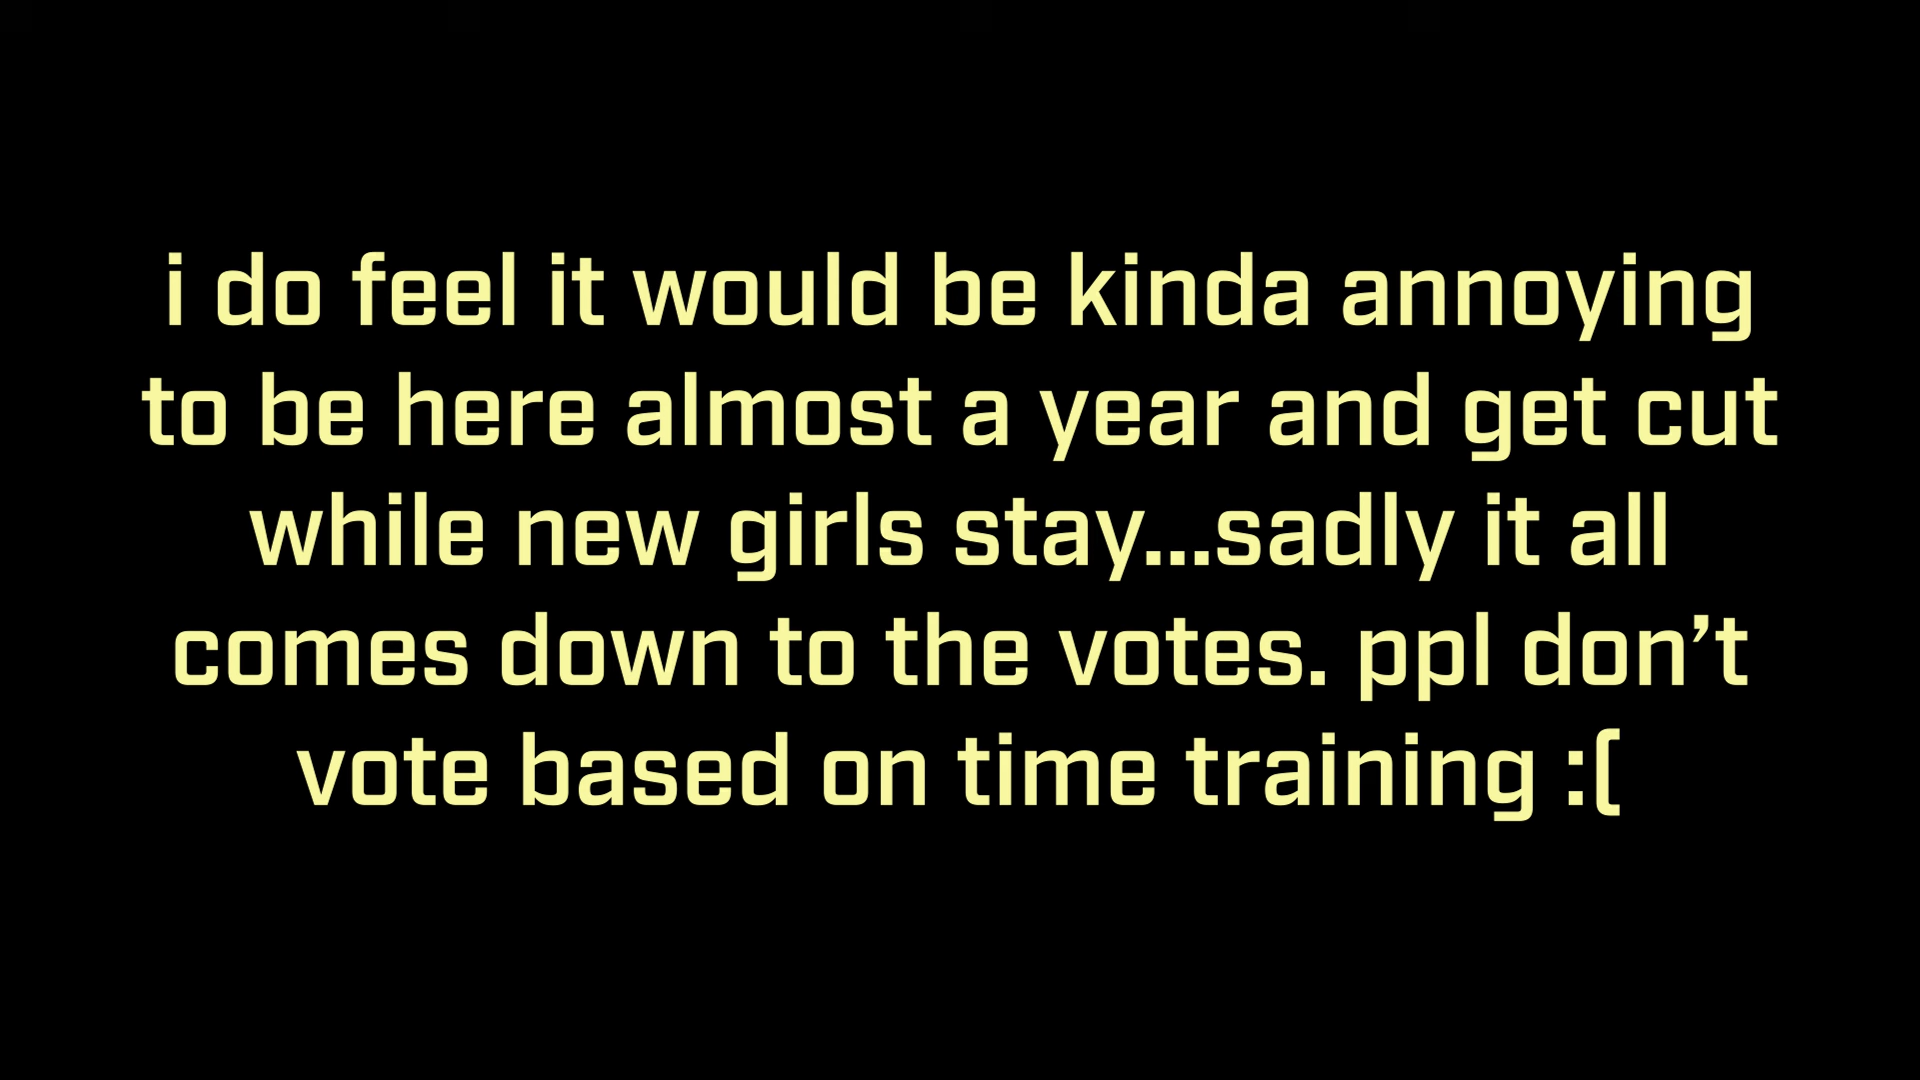 i do feel it would be kinda annoying
to be here almost a year and get cut
while new girls stay...sadly it all
comes down to the votes. ppl don’t
vote based on time training :(